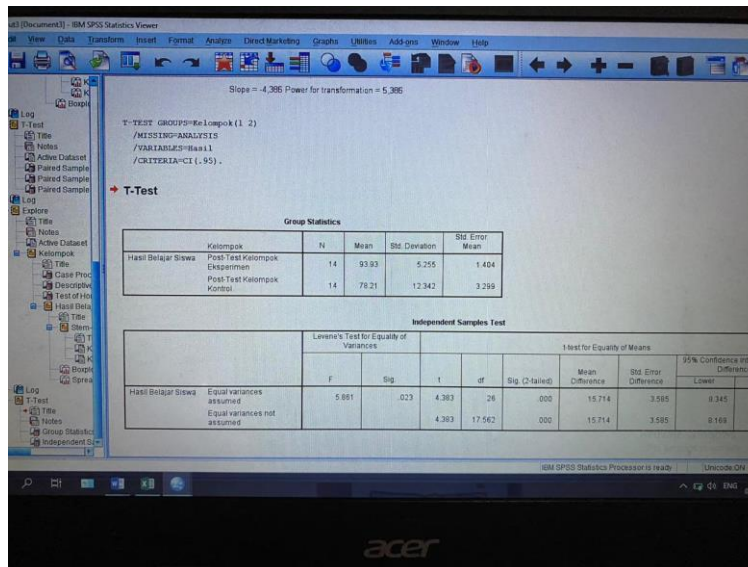 [Document3] - IBM SPSS Statistics Viewer
View Data Transform Insert Format Analyze Direct Marketing Graphs Utilities Add-ons Window Help
Boxplo
Log
T-Test
Title
Notes
Active Dataset
Paired Sample
Paired Sample
Paired Sample
Log
Explore
Title
Notes
Active Dataset
Kelompok
Title
Case Proc
Descriptive
Test of Ho
Hasil Bela
Title
Stem-
Boxpl
Sprea
Log
T-Test
Title
Notes
Group Statistics
Independent Sa
Slope = -4,386 Power for transformation = 5,386
T-TEST GROUPS=Kelompok(1 2)
/MISSING=ANALYSIS
/VARIABLES=Hasil
/CRITERIA=CI(.95).
T-Test
Group Statistics
Kelompok N Mean Std. Deviation Std. Error Mean
Hasil Belajar Siswa Post-Test Kelompok Eksperimen 14 93.93 5.255 1.404
Post-Test Kelompok Kontrol 14 78.21 12.342 3.299
Independent Samples Test
Levene's Test for Equality of Variances t-test for Equality of Means
F Sig. t df Sig. (2-tailed) Mean Difference Std. Error Difference 95% Confidence Differenc Lower
Hasil Belajar Siswa Equal variances assumed .023 4.383 26 .000 15.714 3.585 8.345
Equal variances not assumed 4.383 17.562 .000 15.714 3.585 8.169
IBM SPSS Statistics Processor is ready Unicode:ON
ENG
acer